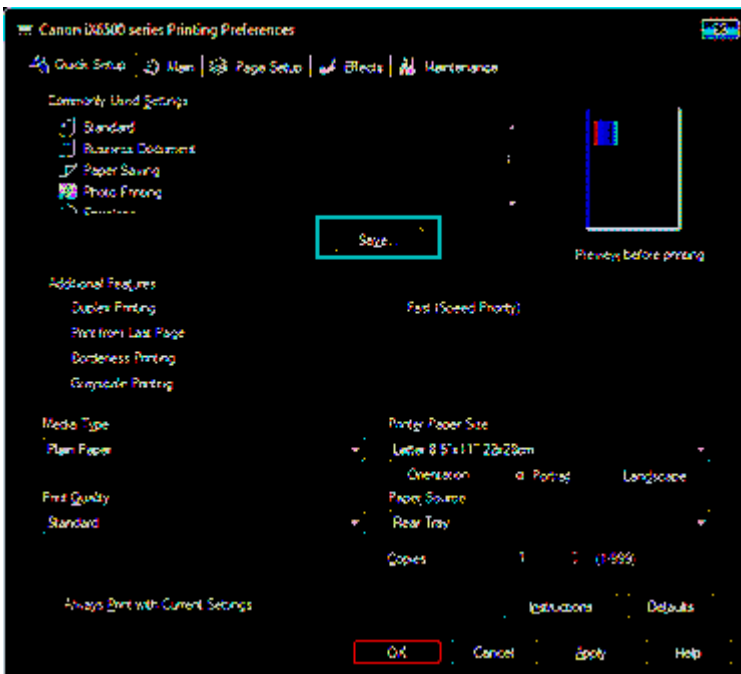 Canon iX6500 series Printing Preferences
Quick Setup Main Page Setup Effects Maintenance
Commonly Used Settings
Standard
Business Document
Paper Saving
Photo Printing
Save...
Preview before printing
Additional Features
Duplex Printing Fast (Speed Priority)
Print from Last Page
Borderless Printing
Grayscale Printing
Media Type Printer Paper Size
Plain Paper Letter 8.5"x11" 22x28cm
Orientation Portrait Landscape
Print Quality Paper Source
Standard Rear Tray
Copies 1 (1-999)
Always Print with Current Settings
Instructions Defaults
OK Cancel Apply Help